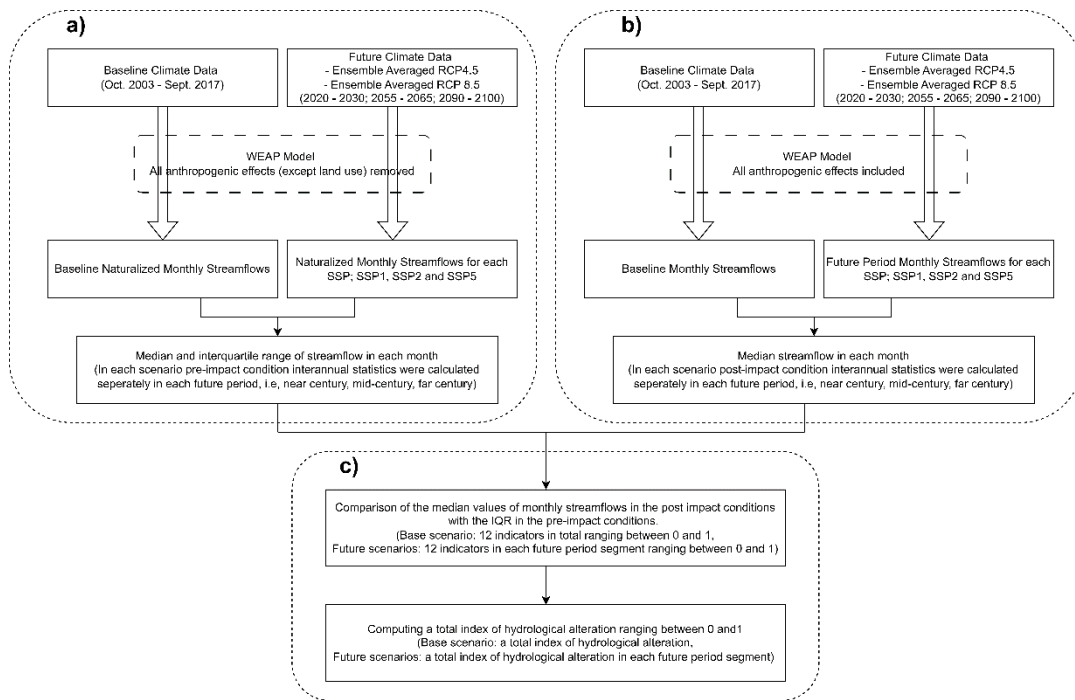 a)
Baseline Climate Data
(Oct. 2003 - Sept. 2017)
Future Climate Data
- Ensemble Averaged RCP4.5
- Ensemble Averaged RCP 8.5
(2020 - 2030; 2055 - 2065; 2090 - 2100)
WEAP Model
All anthropogenic effects (except land use) removed
Baseline Naturalized Monthly Streamflows
Naturalized Monthly Streamflows for each
SSP; SSP1, SSP2 and SSP5
Median and interquartile range of streamflow in each month
(In each scenario pre-impact condition interannual statistics were calculated
seperately in each future period, i.e, near century, mid-century, far century)
b)
Baseline Climate Data
(Oct. 2003 - Sept. 2017)
Future Climate Data
- Ensemble Averaged RCP4.5
- Ensemble Averaged RCP 8.5
(2020 - 2030; 2055 - 2065; 2090 - 2100)
WEAP Model
All anthropogenic effects included
Baseline Monthly Streamflows
Future Period Monthly Streamflows for each
SSP; SSP1, SSP2 and SSP5
Median streamflow in each month
(In each scenario post-impact condition interannual statistics were calculated
seperately in each future period, i.e, near century, mid-century, far century)
c)
Comparison of the median values of monthly streamflows in the post impact conditions
with the IQR in the pre-impact conditions.
(Base scenario: 12 indicators in total ranging between 0 and 1,
Future scenarios: 12 indicators in each future period segment ranging between 0 and 1)
Computing a total index of hydrological alteration ranging between 0 and1
(Base scenario: a total index of hydrological alteration,
Future scenarios: a total index of hydrological alteration in each future period segment)